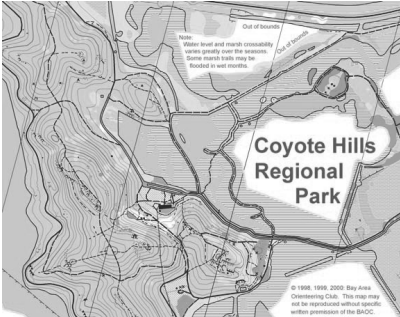 Out of bounds
Note:
Water level and marsh crossability
varies greatly over the seasons.
Some marsh trails may be
flooded in wet months.
Out of bounds
Coyote Hills
Regional
Park
© 1998, 1999, 2000: Bay Area
Orienteering Club. This map may
not be reproduced without specific
written premission of the BAOC.